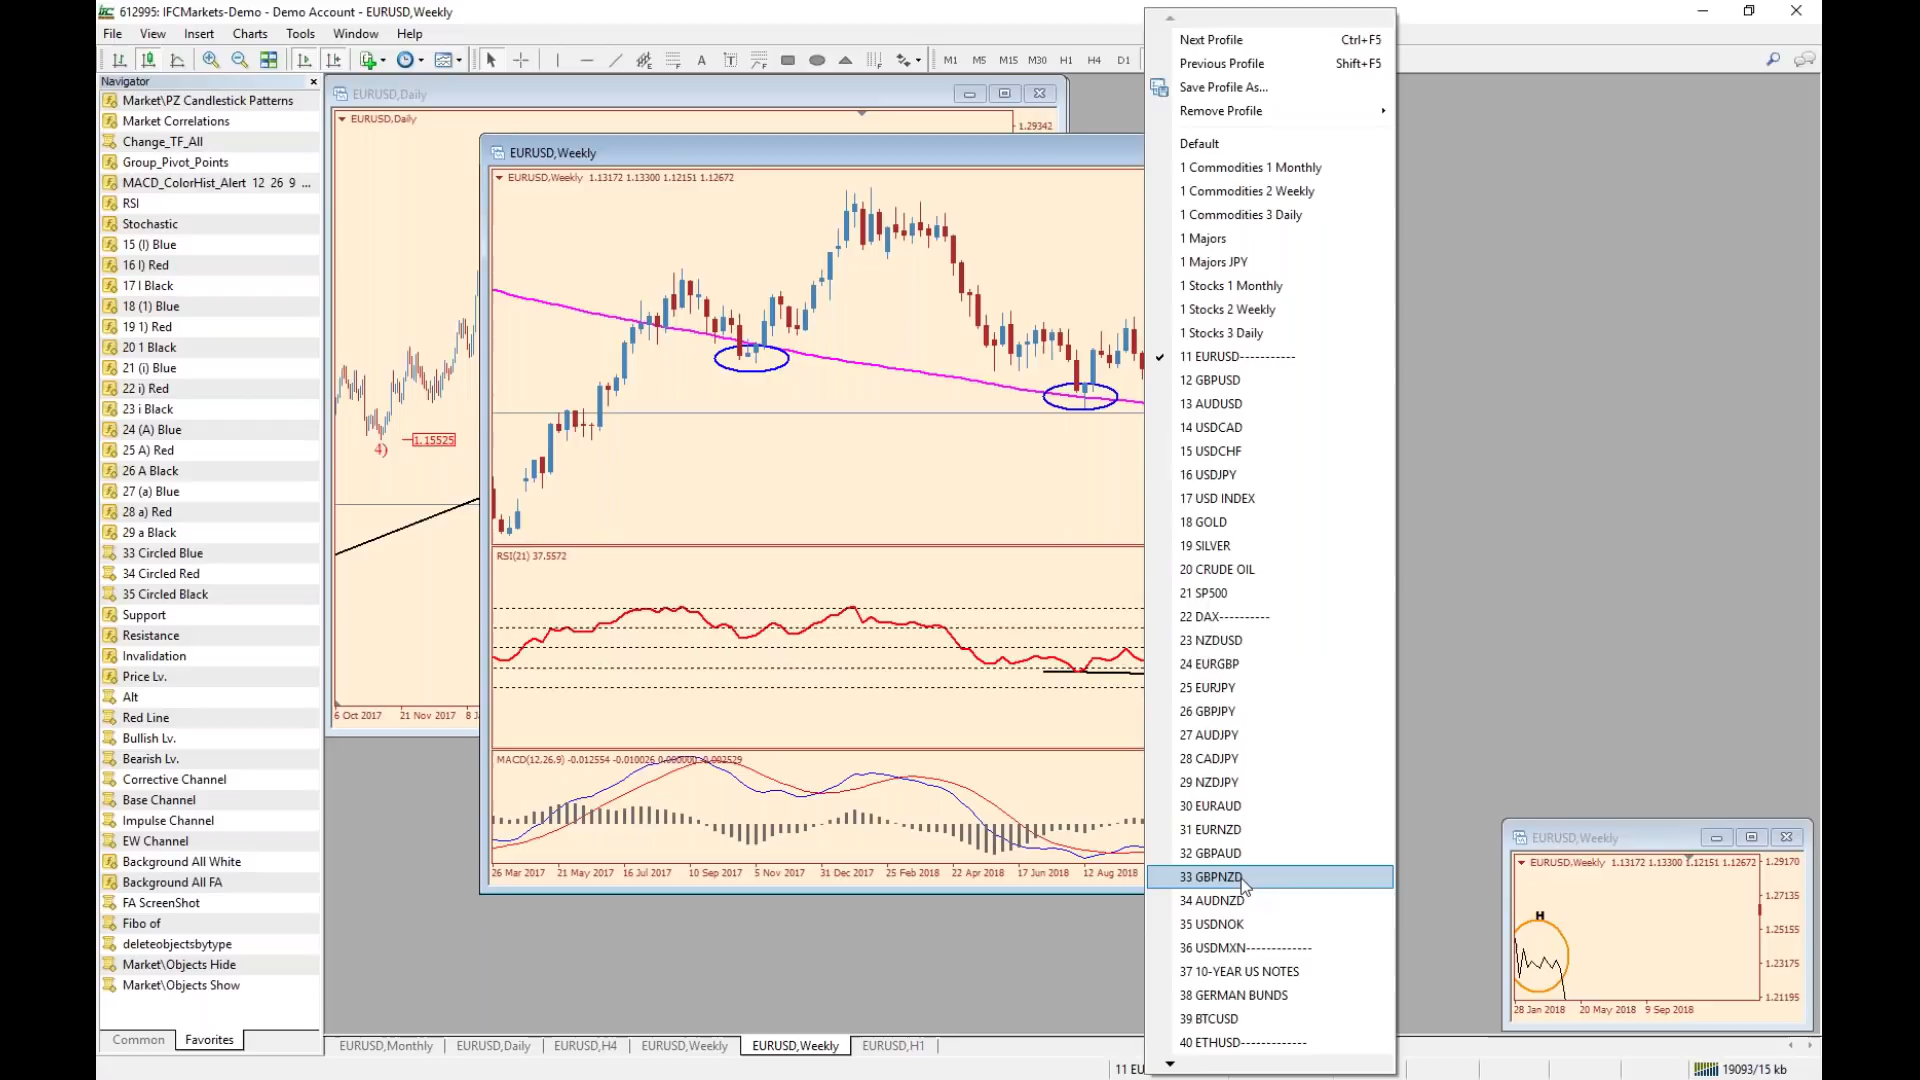 612995: IFCMarkets-Demo - Demo Account - EURUSD,Weekly
File View Insert Charts Tools Window Help
M1 M5 M15 M30 H1 H4 D1
Navigator
Market\PZ Candlestick Patterns
Market Correlations
Change_TF_All
Group_Pivot_Points
MACD_ColorHist_Alert 12 26 9 ...
RSI
Stochastic
15 (I) Blue
16 I) Red
17 I Black
18 (1) Blue
19 1) Red
20 1 Black
21 (i) Blue
22 i) Red
23 i Black
24 (A) Blue
25 A) Red
26 A Black
27 (a) Blue
28 a) Red
29 a Black
33 Circled Blue
34 Circled Red
35 Circled Black
Support
Resistance
Invalidation
Price Lv.
Alt
Red Line
Bullish Lv.
Bearish Lv.
Corrective Channel
Base Channel
Impulse Channel
EW Channel
Background All White
Background All FA
FA ScreenShot
Fibo of
deleteobjectsbytype
Market\Objects Hide
Market\Objects Show
Common Favorites
EURUSD,Daily
EURUSD,Daily
1.29342
1.15525
4)
6 Oct 2017 21 Nov 2017 8 J
EURUSD,Weekly
EURUSD,Weekly 1.13172 1.13300 1.12151 1.12672
RSI(21) 37.5572
MACD(12,26,9) -0.012554 -0.010026 0.000000 -0.002529
26 Mar 2017 21 May 2017 16 Jul 2017 10 Sep 2017 5 Nov 2017 31 Dec 2017 25 Feb 2018 22 Apr 2018 17 Jun 2018 12 Aug 2018
Next Profile Ctrl+F5
Previous Profile Shift+F5
Save Profile As...
Remove Profile
Default
1 Commodities 1 Monthly
1 Commodities 2 Weekly
1 Commodities 3 Daily
1 Majors
1 Majors JPY
1 Stocks 1 Monthly
1 Stocks 2 Weekly
1 Stocks 3 Daily
11 EURUSD-----------
12 GBPUSD
13 AUDUSD
14 USDCAD
15 USDCHF
16 USDJPY
17 USD INDEX
18 GOLD
19 SILVER
20 CRUDE OIL
21 SP500
22 DAX----------
23 NZDUSD
24 EURGBP
25 EURJPY
26 GBPJPY
27 AUDJPY
28 CADJPY
29 NZDJPY
30 EURAUD
31 EURNZD
32 GBPAUD
33 GBPNZD
34 AUDNZD
35 USDNOK
36 USDMXN-------------
37 10-YEAR US NOTES
38 GERMAN BUNDS
39 BTCUSD
40 ETHUSD-------------
EURUSD,Weekly
EURUSD,Weekly 1.13172 1.13300 1.12151 1.12672
1.29170
1.27135
1.25155
1.23175
1.21195
H
28 Jan 2018 20 May 2018 9 Sep 2018
EURUSD,Monthly EURUSD,Daily EURUSD,H4 EURUSD,Weekly EURUSD,Weekly EURUSD,H1
11 EU
19093/15 kb